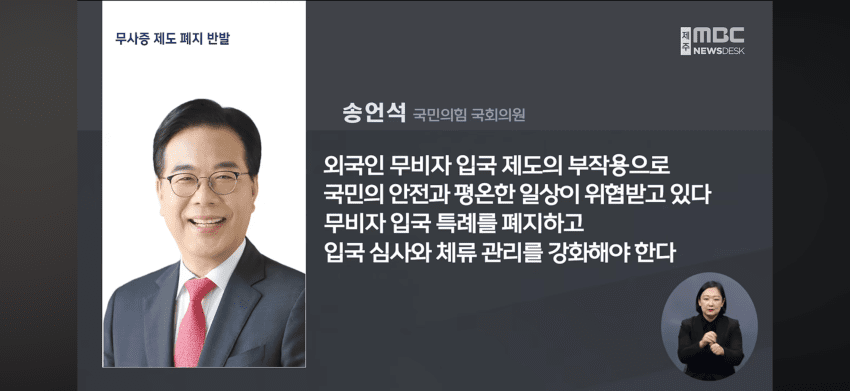 무사증 제도 폐지 반발
제주 MBC
NEWSDESK
송언석 국민의힘 국회의원
외국인 무비자 입국 제도의 부작용으로
국민의 안전과 평온한 일상이 위협받고 있다
무비자 입국 특례를 폐지하고
입국 심사와 체류 관리를 강화해야 한다